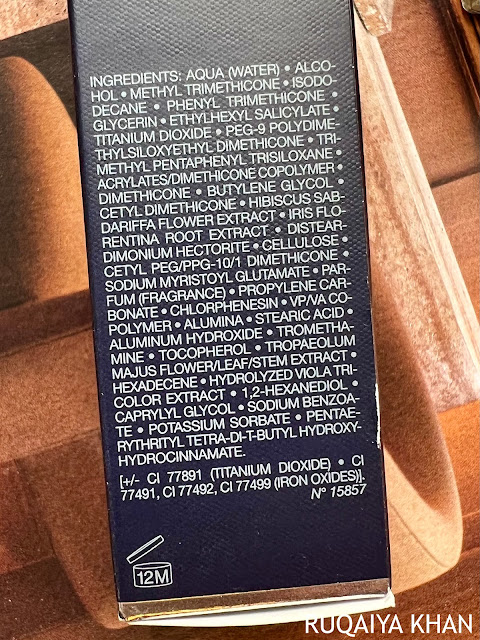 INGREDIENTS: AQUA (WATER) • ALCO-
HOL • METHYL TRIMETHICONE • ISODO-
DECANE • PHENYL TRIMETHICONE •
GLYCERIN • ETHYLHEXYL SALICYLATE •
TITANIUM DIOXIDE • PEG-9 POLYDIME-
THYLSILOXYETHYL DIMETHICONE • TRI-
METHYL PENTAPHENYL TRISILOXANE •
ACRYLATES/DIMETHICONE COPOLYMER •
DIMETHICONE • BUTYLENE GLYCOL •
CETYL DIMETHICONE • HIBISCUS SAB-
DARIFFA FLOWER EXTRACT • IRIS FLO-
RENTINA ROOT EXTRACT • DISTEAR-
DIMONIUM HECTORITE • CELLULOSE •
CETYL PEG/PPG-10/1 DIMETHICONE •
SODIUM MYRISTOYL GLUTAMATE • PAR-
FUM (FRAGRANCE) • PROPYLENE CAR-
BONATE • CHLORPHENESIN • VP/VA CO-
POLYMER • ALUMINA • STEARIC ACID •
ALUMINUM HYDROXIDE • TROMETHA-
MINE • TOCOPHEROL • TROPAEOLUM
MAJUS FLOWER/LEAF/STEM EXTRACT •
HEXADECENE • HYDROLYZED VIOLA TRI-
COLOR EXTRACT • 1,2-HEXANEDIOL •
CAPRYLYL GLYCOL • SODIUM BENZOA-
TE • POTASSIUM SORBATE • PENTAE-
RYTHRITYL TETRA-DI-T-BUTYL HYDROXY-
HYDROCINNAMATE.
[+/- CI 77891 (TITANIUM DIOXIDE) • CI
77491, CI 77492, CI 77499 (IRON OXIDES)].
N° 15857
12M
RUQAIYA KHAN